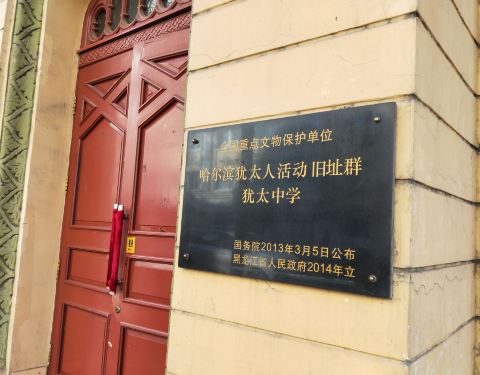 全国重点文物保护单位
哈尔滨犹太人活动旧址群
犹太中学
国务院2013年3月5日公布
黑龙江省人民政府2014年立